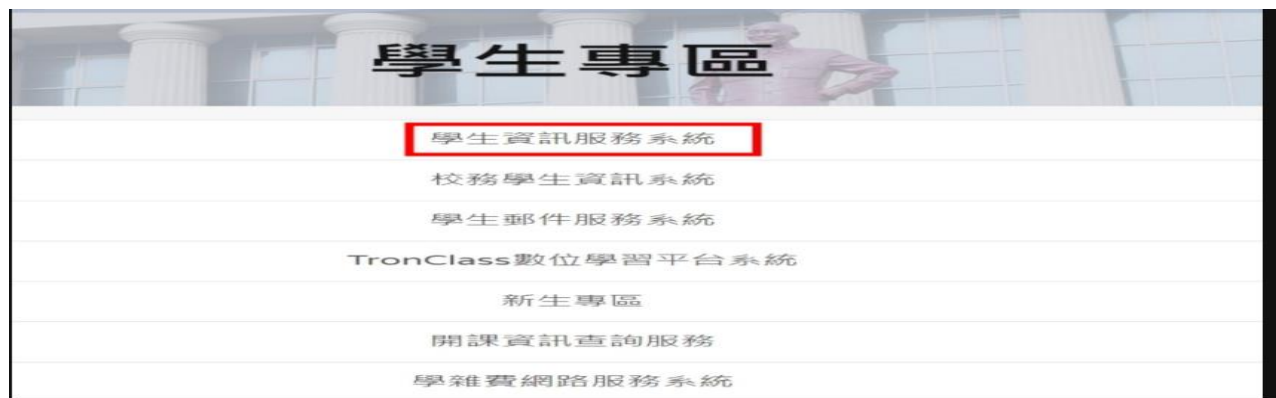 學生專區
學生資訊服務系統
校務學生資訊系統
學生郵件服務系統
TronClass數位學習平台系統
新生專區
開課資訊查詢服務
學雜費網路服務系統